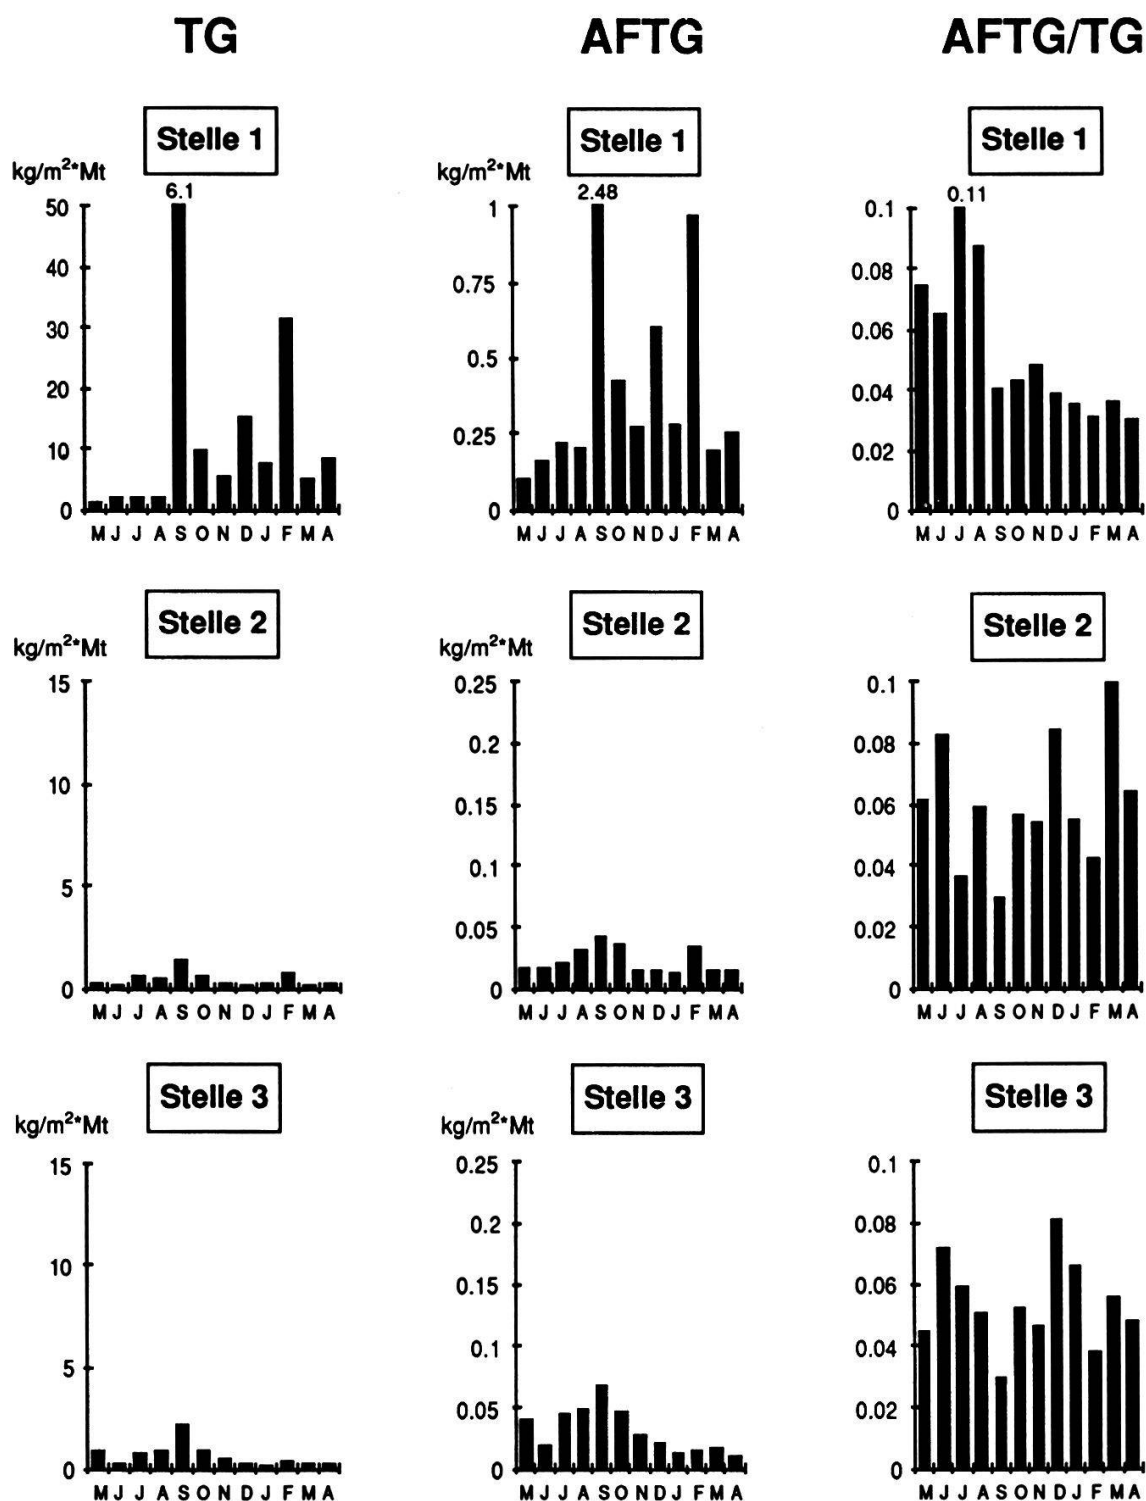 TG AFTG AFTG/TG
Stelle 1 Stelle 1 Stelle 1
kg/m²*Mt kg/m²*Mt
6.1 2.48 0.11
50 1 0.1
40 0.75 0.08
30 0.5 0.06
20 0.25 0.04
10 0 0.02
0 0
M J J A S O N D J F M A M J J A S O N D J F M A M J J A S O N D J F M A
Stelle 2 Stelle 2 Stelle 2
kg/m²*Mt kg/m²*Mt
15 0.25 0.1
10 0.2 0.08
5 0.15 0.06
0 0.1 0.04
0.05 0.02
0 0
M J J A S O N D J F M A M J J A S O N D J F M A M J J A S O N D J F M A
Stelle 3 Stelle 3 Stelle 3
kg/m²*Mt kg/m²*Mt
15 0.25 0.1
10 0.2 0.08
5 0.15 0.06
0 0.1 0.04
0.05 0.02
0 0
M J J A S O N D J F M A M J J A S O N D J F M A M J J A S O N D J F M A